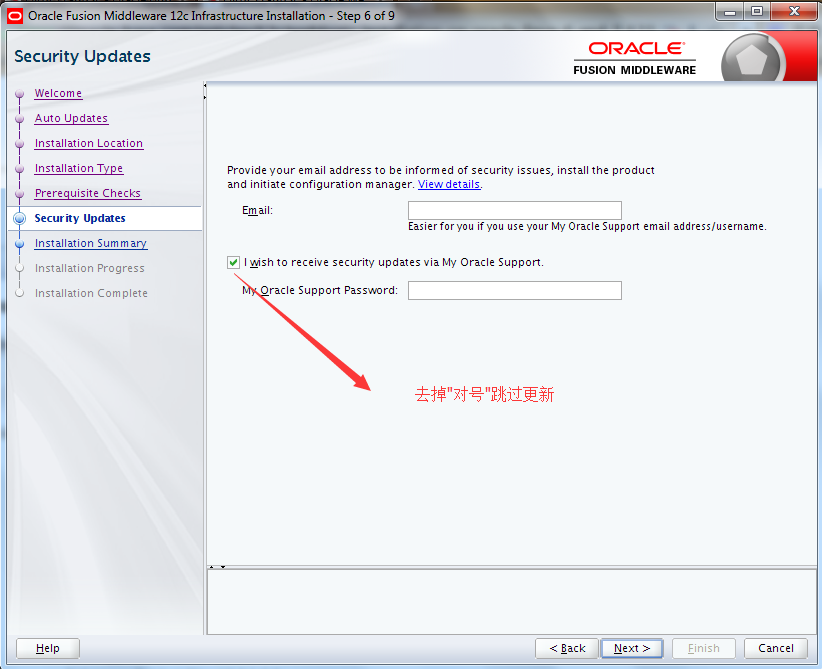 Oracle Fusion Middleware 12c Infrastructure Installation - Step 6 of 9
Security Updates
ORACLE
FUSION MIDDLEWARE
Welcome
Auto Updates
Installation Location
Installation Type
Prerequisite Checks
Security Updates
Installation Summary
Installation Progress
Installation Complete
Provide your email address to be informed of security issues, install the product
and initiate configuration manager. View details.
Email:
Easier for you if you use your My Oracle Support email address/username.
I wish to receive security updates via My Oracle Support.
My Oracle Support Password:
去掉"对号"跳过更新
Help
< Back
Next >
Finish
Cancel